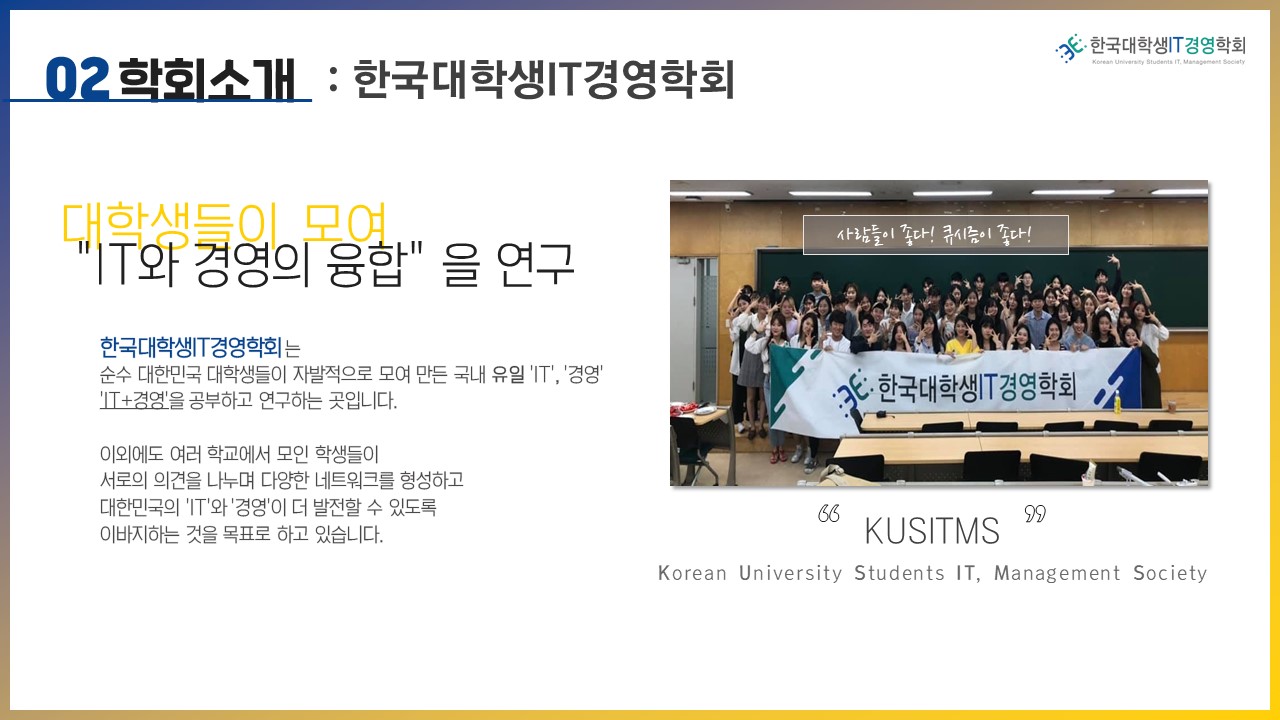 02 학회소개 : 한국대학생IT경영학회
한국대학생IT경영학회
Korean University Students IT, Management Society
대학생들이 모여
"IT와 경영의 융합" 을 연구
한국대학생IT경영학회는
순수 대한민국 대학생들이 자발적으로 모여 만든 국내 유일 'IT', '경영'
'IT+경영'을 공부하고 연구하는 곳입니다.
이외에도 여러 학교에서 모인 학생들이
서로의 의견을 나누며 다양한 네트워크를 형성하고
대한민국의 'IT'와 '경영'이 더 발전할 수 있도록
이바지하는 것을 목표로 하고 있습니다.
사람들이 좋다! 큐시즘이 좋다!
한국대학생IT경영학회
“ KUSITMS ”
Korean University Students IT, Management Society